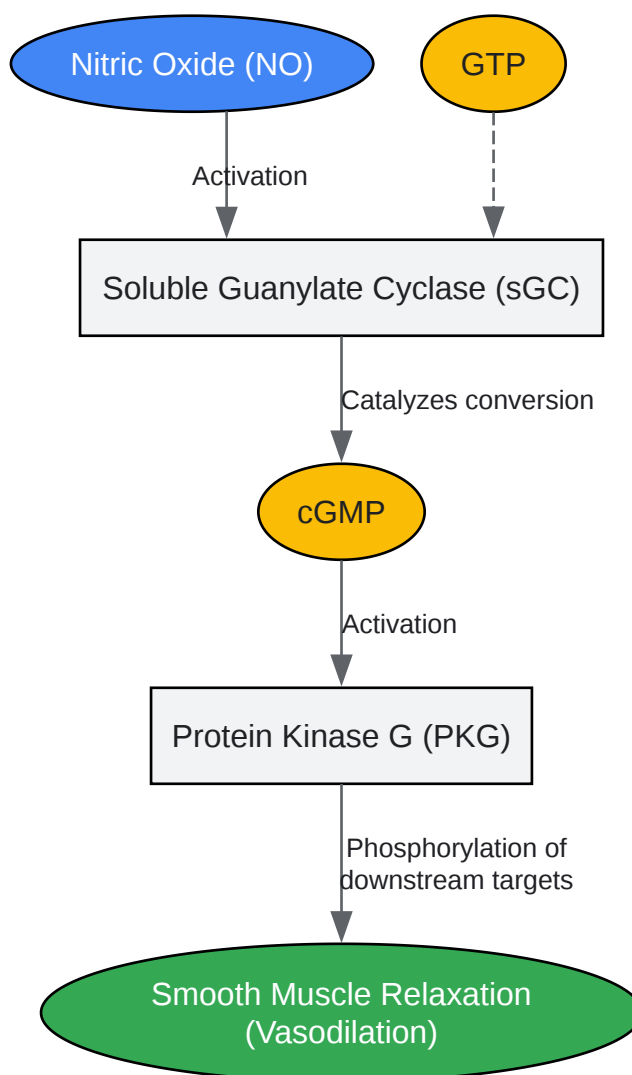 Nitric Oxide (NO)
GTP
Activation
Soluble Guanylate Cyclase (sGC)
Catalyzes conversion
cGMP
Activation
Protein Kinase G (PKG)
Phosphorylation of
downstream targets
Smooth Muscle Relaxation
(Vasodilation)